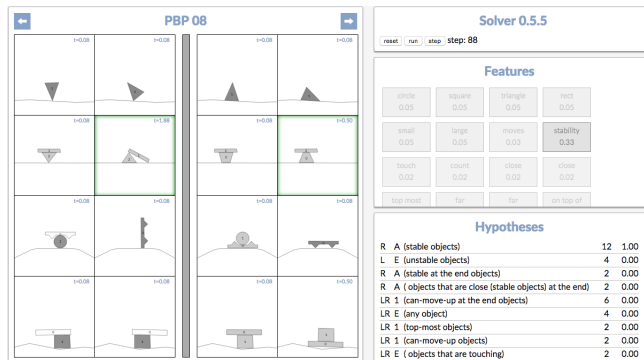 PBP 08
t=0.08 t=0.08 t=0.08 t=0.08
t=0.08 t=1.88 t=0.08 t=0.50
t=0.08 t=0.08 t=0.08 t=0.08
t=0.08 t=0.08 t=0.08 t=0.50
Solver 0.5.5
reset run step step: 88
Features
circle square triangle rect
0.05 0.05 0.05 0.05
small large moves stability
0.05 0.05 0.03 0.33
touch count close close
0.02 0.02 0.02 0.02
top most far far on top of
Hypotheses
R A (stable objects) 12 1.00
L E (unstable objects) 4 0.00
R A (stable at the end objects) 2 0.00
R A ( objects that are close (stable objects) at the end) 2 0.00
LR 1 (can-move-up at the end objects) 6 0.00
LR E (any object) 4 0.00
LR 1 (top-most objects) 2 0.00
LR 1 (can-move-up objects) 2 0.00
LR E ( objects that are touching) 2 0.00